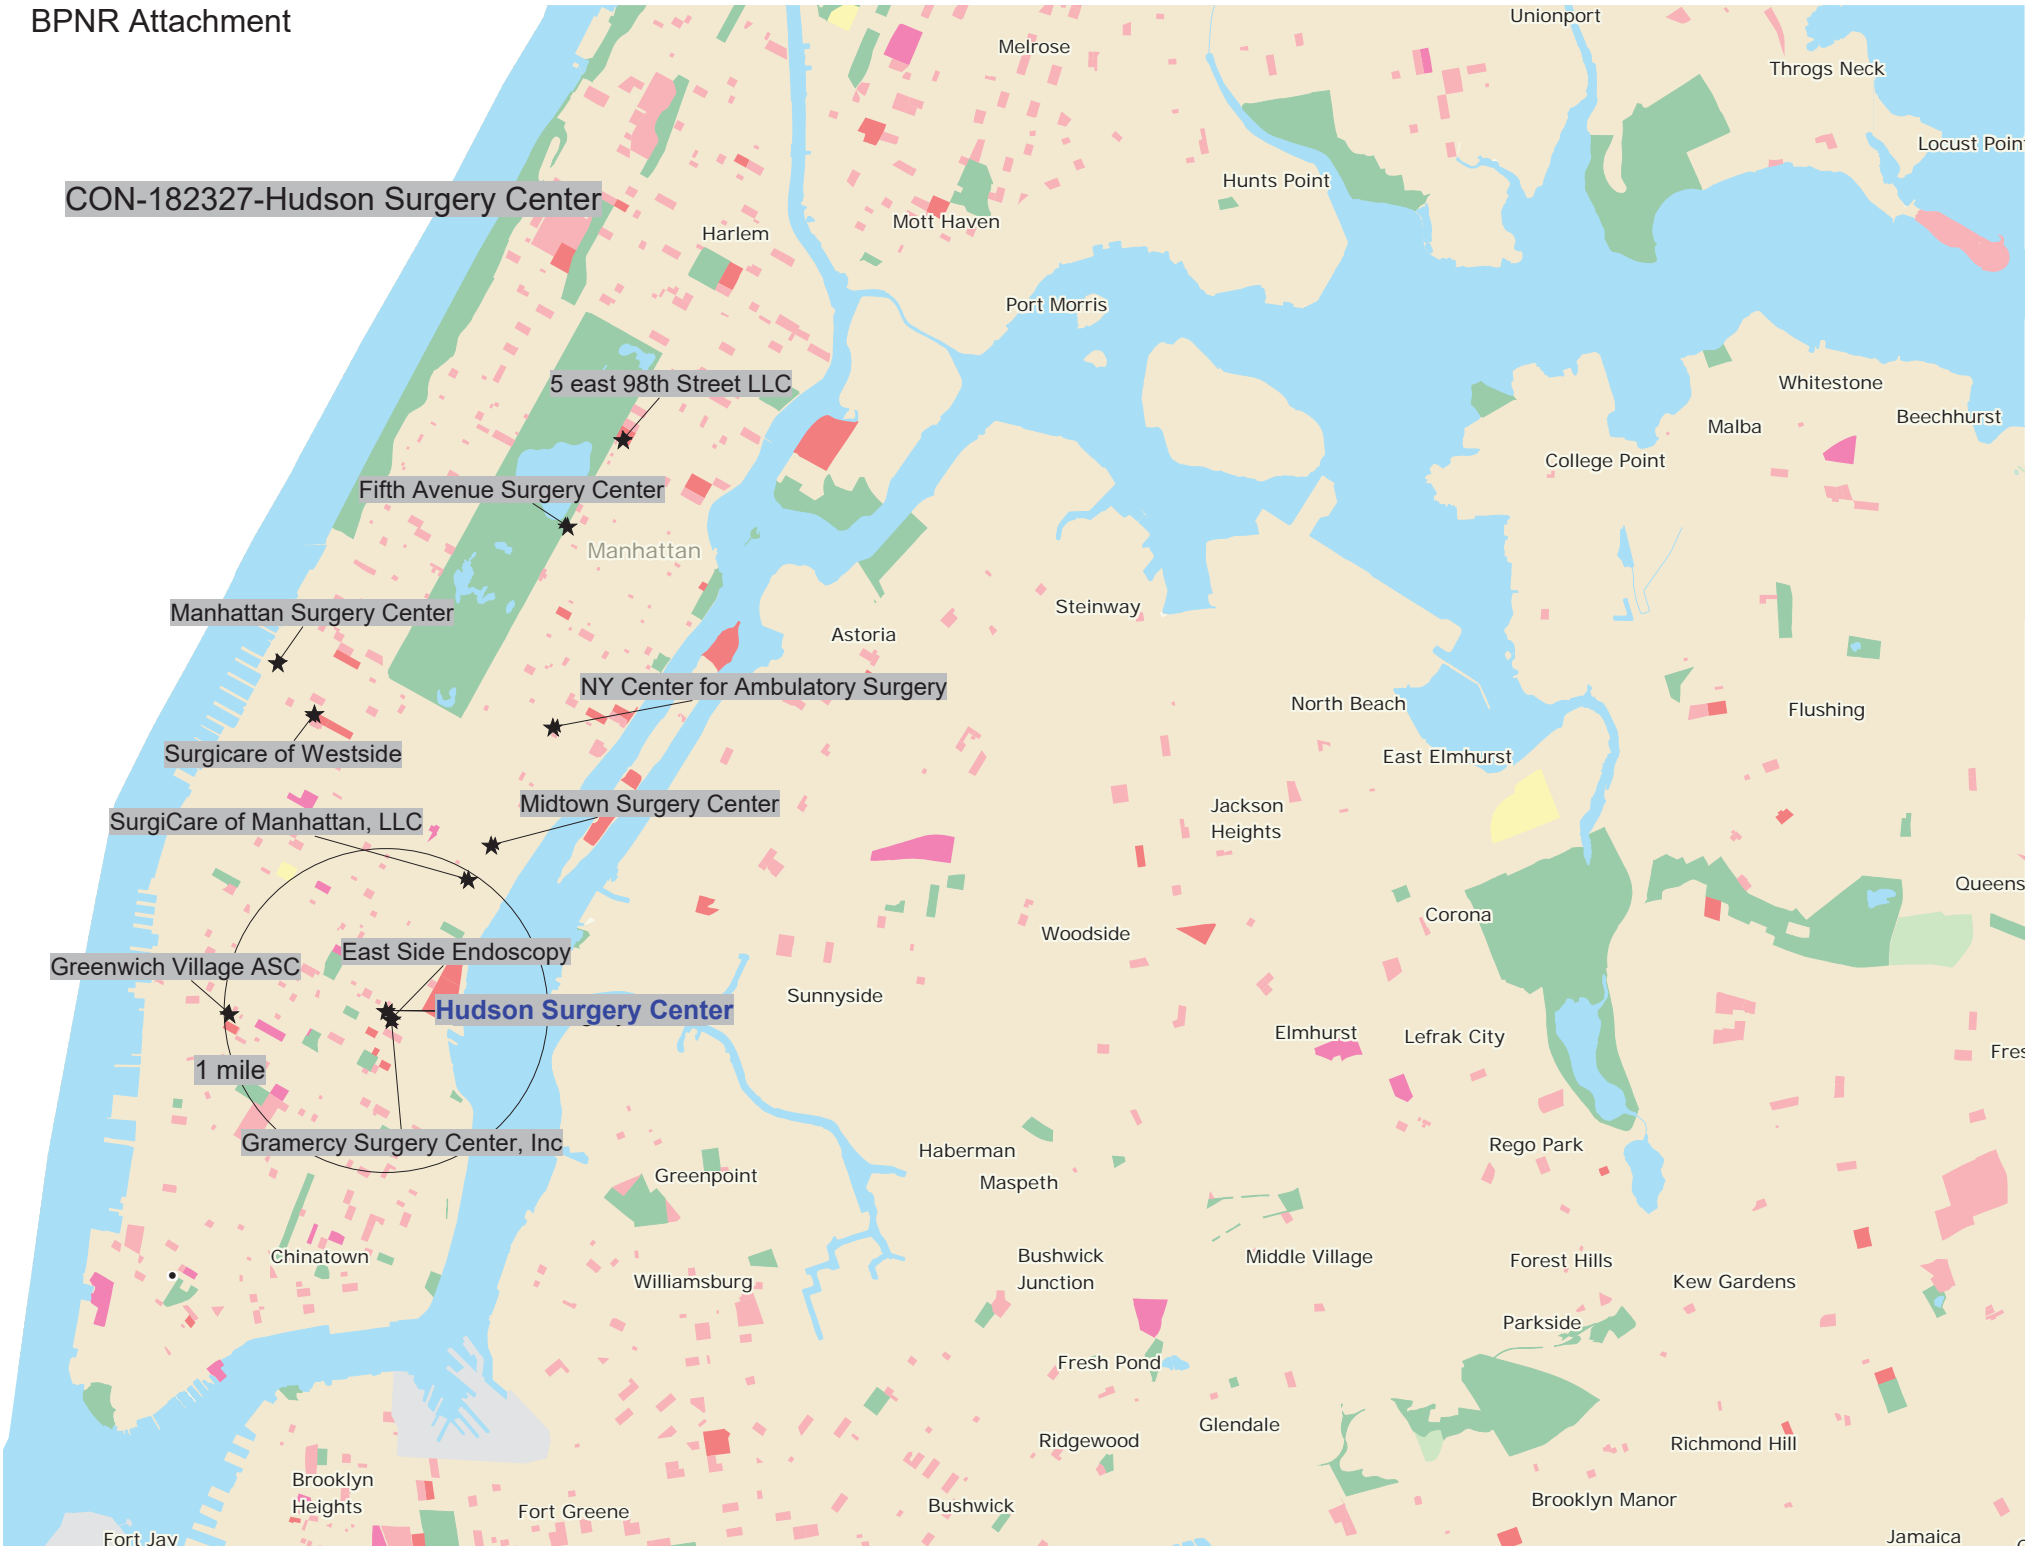 BPNR Attachment
Unionport
Melrose
Throgs Neck
Locust Point
Hunts Point
CON-182327-Hudson Surgery Center
Mott Haven
Harlem
Port Morris
5 east 98th Street LLC
Whitestone
Beechhurst
Malba
College Point
Fifth Avenue Surgery Center
Manhattan
Manhattan Surgery Center
Steinway
Astoria
NY Center for Ambulatory Surgery
North Beach
Flushing
Surgicare of Westside
East Elmhurst
Midtown Surgery Center
Jackson
Heights
SurgiCare of Manhattan, LLC
Queens
Corona
Woodside
East Side Endoscopy
Greenwich Village ASC
Sunnyside
Hudson Surgery Center
Elmhurst
Lefrak City
Fres
1 mile
Gramercy Surgery Center, Inc
Rego Park
Haberman
Greenpoint
Maspeth
Chinatown
Bushwick
Junction
Middle Village
Forest Hills
Williamsburg
Kew Gardens
Parkside
Fresh Pond
Glendale
Ridgewood
Richmond Hill
Brooklyn
Heights
Fort Greene
Bushwick
Brooklyn Manor
Fort Jay
Jamaica